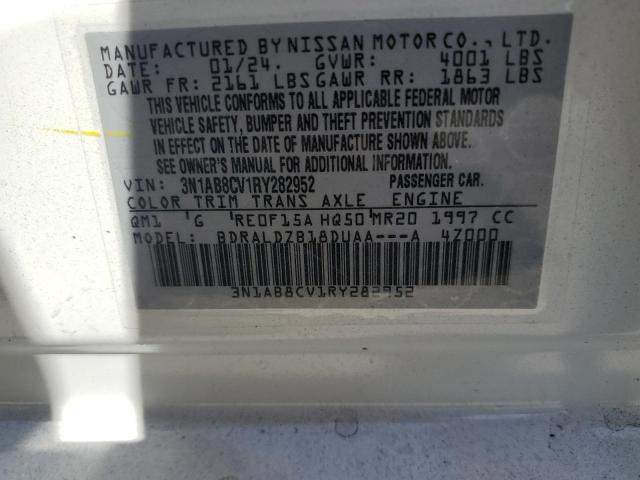 MANUFACTURED BY NISSAN MOTOR CO., LTD.
DATE: 01/24. GVWR: 4001 LBS
GAWR FR: 2161 LBS GAWR RR: 1863 LBS
THIS VEHICLE CONFORMS TO ALL APPLICABLE FEDERAL MOTOR
VEHICLE SAFETY, BUMPER AND THEFT PREVENTION STANDARDS
IN EFFECT ON THE DATE OF MANUFACTURE SHOWN ABOVE.
SEE OWNER'S MANUAL FOR ADDITIONAL INFORMATION.
VIN: 3N1AB8CV1RY282952 PASSENGER CAR.
COLOR TRIM TRANS AXLE ENGINE
QM1 G RE0F15A HQ50 MR20 1997 CC
MODEL: BDRALDZB18DUAA---A 47000
3N1AB8CV1RY282952